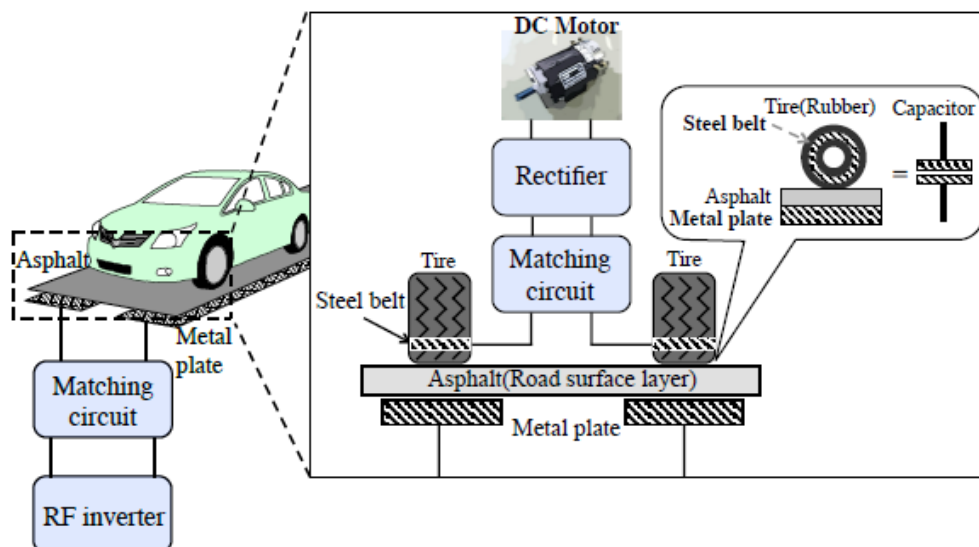 DC Motor
Rectifier
Matching
circuit
Tire
Tire
Steel belt
Asphalt(Road surface layer)
Metal plate
Tire(Rubber)
Steel belt
Capacitor
=
Asphalt
Metal plate
Asphalt
Metal
plate
Matching
circuit
RF inverter